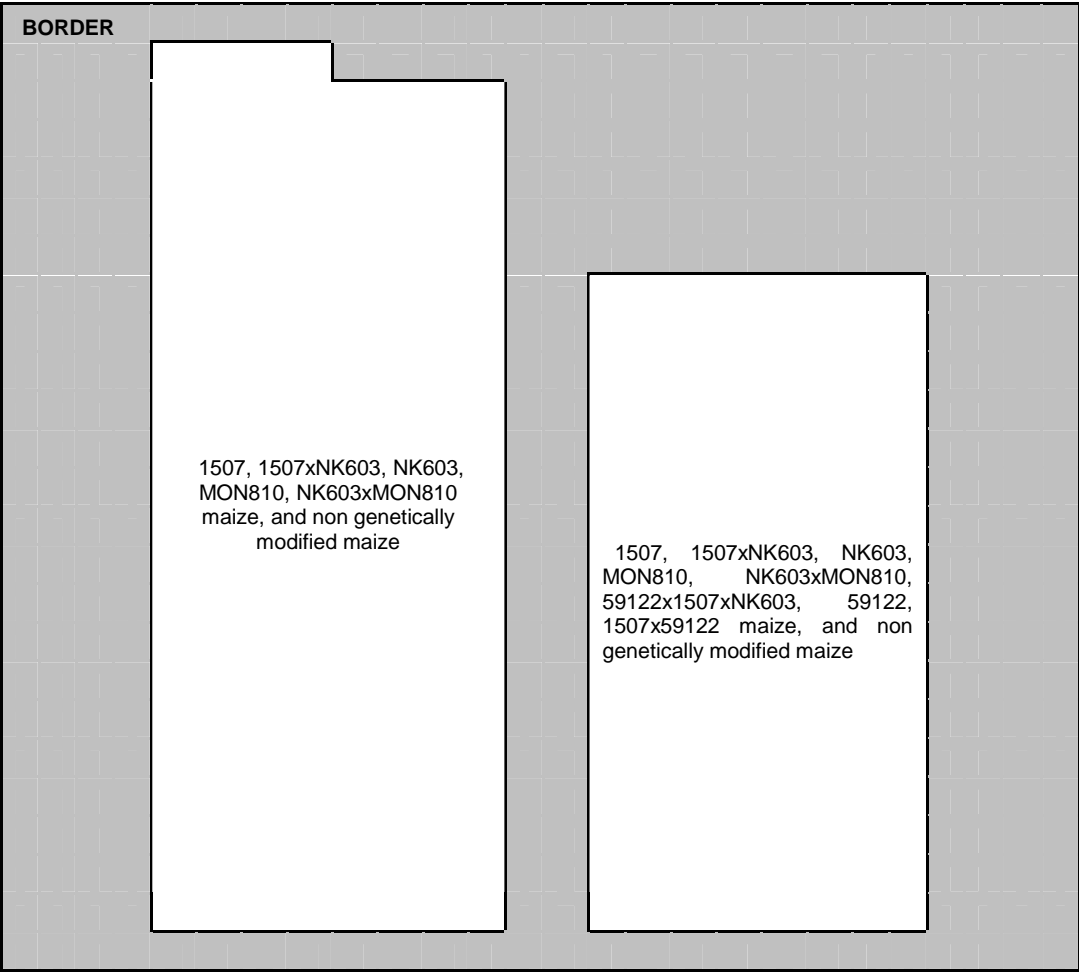 BORDER
1507, 1507xNK603, NK603,
MON810, NK603xMON810
maize, and non genetically
modified maize
1507, 1507xNK603, NK603,
MON810, NK603xMON810,
59122x1507xNK603, 59122,
1507x59122 maize, and non
genetically modified maize